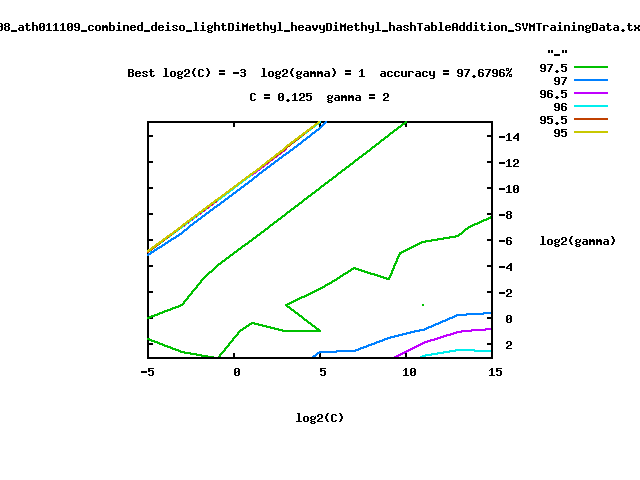 08_ath011109_combined_deiso_lightDiMethyl_heavyDiMethyl_hashTableAddition_SVMTrainingData.tx
"-"
Best log2(C) = -3 log2(gamma) = 1 accuracy = 97.6796%
C = 0.125 gamma = 2
97.5
97
96.5
96
95.5
95
-14
-12
-10
-8
-6
-4
-2
0
2
log2(gamma)
-5 0 5 10 15
log2(C)